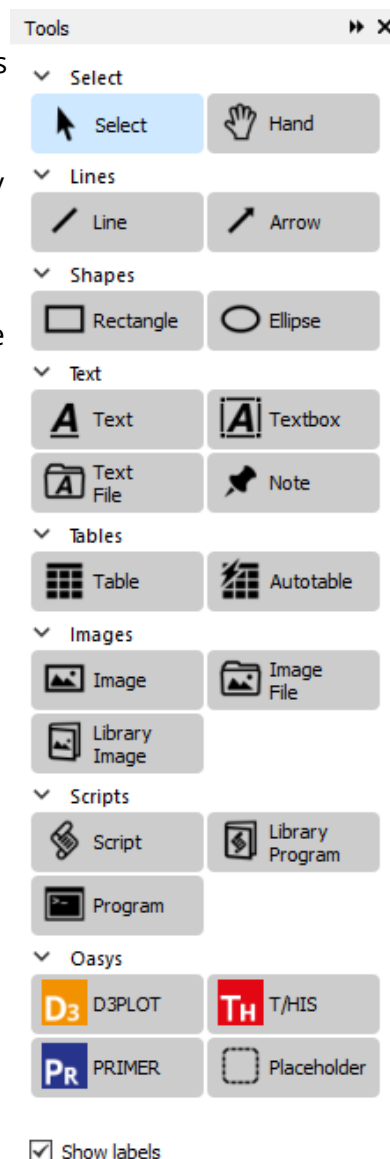 Tools
s
Select
Select Hand
y
Lines
Line Arrow
Shapes
Rectangle Ellipse
e
Text
A Text A Textbox
A Text File Note
Tables
Table Autotable
Images
Image Image File
Library Image
Scripts
Script Library Program
>- Program
Oasys
D3 D3PLOT TH T/HIS
PR PRIMER Placeholder
Show labels